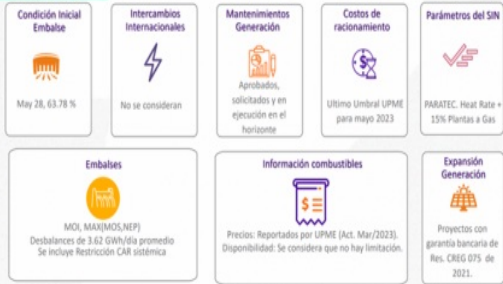 Condición Inicial
Embalse
May 28, 63.78 %
Intercambios
Internacionales
No se consideran
Mantenimientos
Generación
Aprobados,
solicitados y en
ejecución en el
horizonte
Costos de
racionamiento
Ultimo Umbral UPME
para mayo 2023
Parámetros del SIN
PARATEC. Heat Rate +
15% Plantas a Gas
Embalses
MOI, MAX(MOS,NEP)
Desbalances de 3.62 GWh/día promedio
Se incluye Restricción CAR sistémica
Información combustibles
Precios: Reportados por UPME (Act. Mar/2023).
Disponibilidad: Se considera que no hay limitación.
Expansión
Generación
Proyectos con
garantía bancaria de
Res. CREG 075 de
2021.